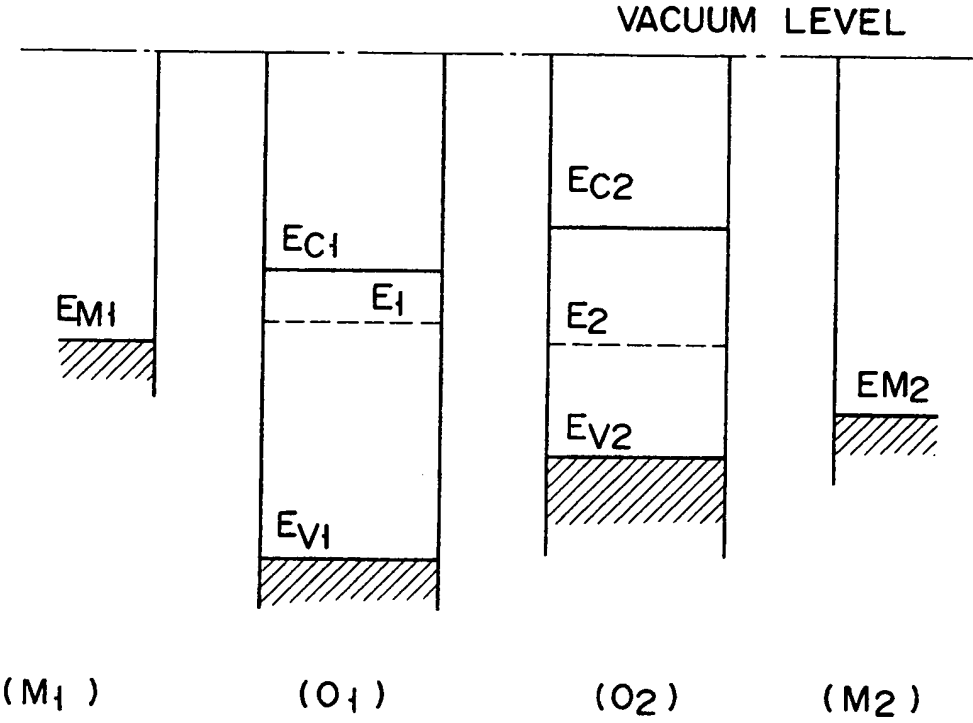 VACUUM LEVEL
EC2
EC1
E1
EM1
E2
EM2
EV2
EV1
(M1) (O1) (O2) (M2)